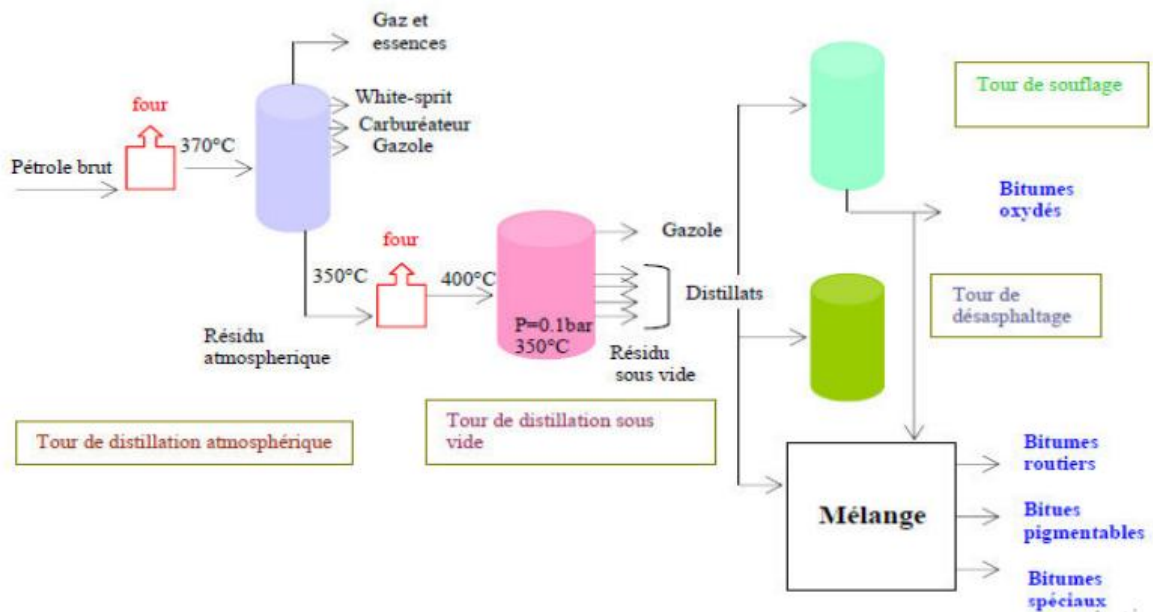 Gaz et
essences
White-sprit
Carburéateur
Gazole
four
370°C
Pétrole brut
350°C
four
400°C
Résidu
atmospherique
P=0.1bar
350°C
Gazole
Distillats
Résidu
sous vide
Tour de distillation atmosphérique
Tour de distillation sous
vide
Tour de souflage
Bitumes
oxydés
Tour de
désasphaltage
Mélange
Bitumes
routiers
Bitues
pigmentables
Bitumes
spéciaux